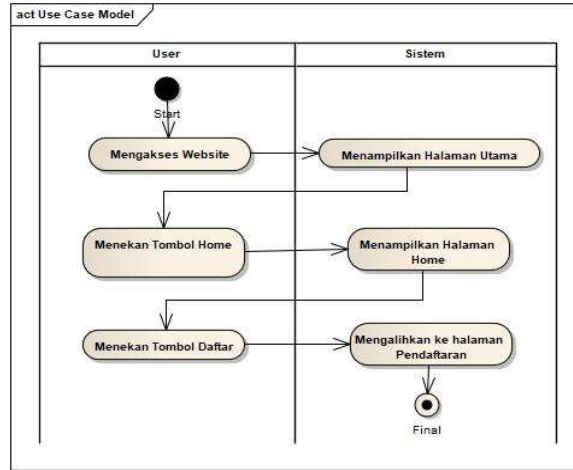 act Use Case Model
User
Sistem
Start
Mengakses Website
Menampilkan Halaman Utama
Menekan Tombol Home
Menampilkan Halaman
Home
Menekan Tombol Daftar
Mengalihkan ke halaman
Pendaftaran
Final